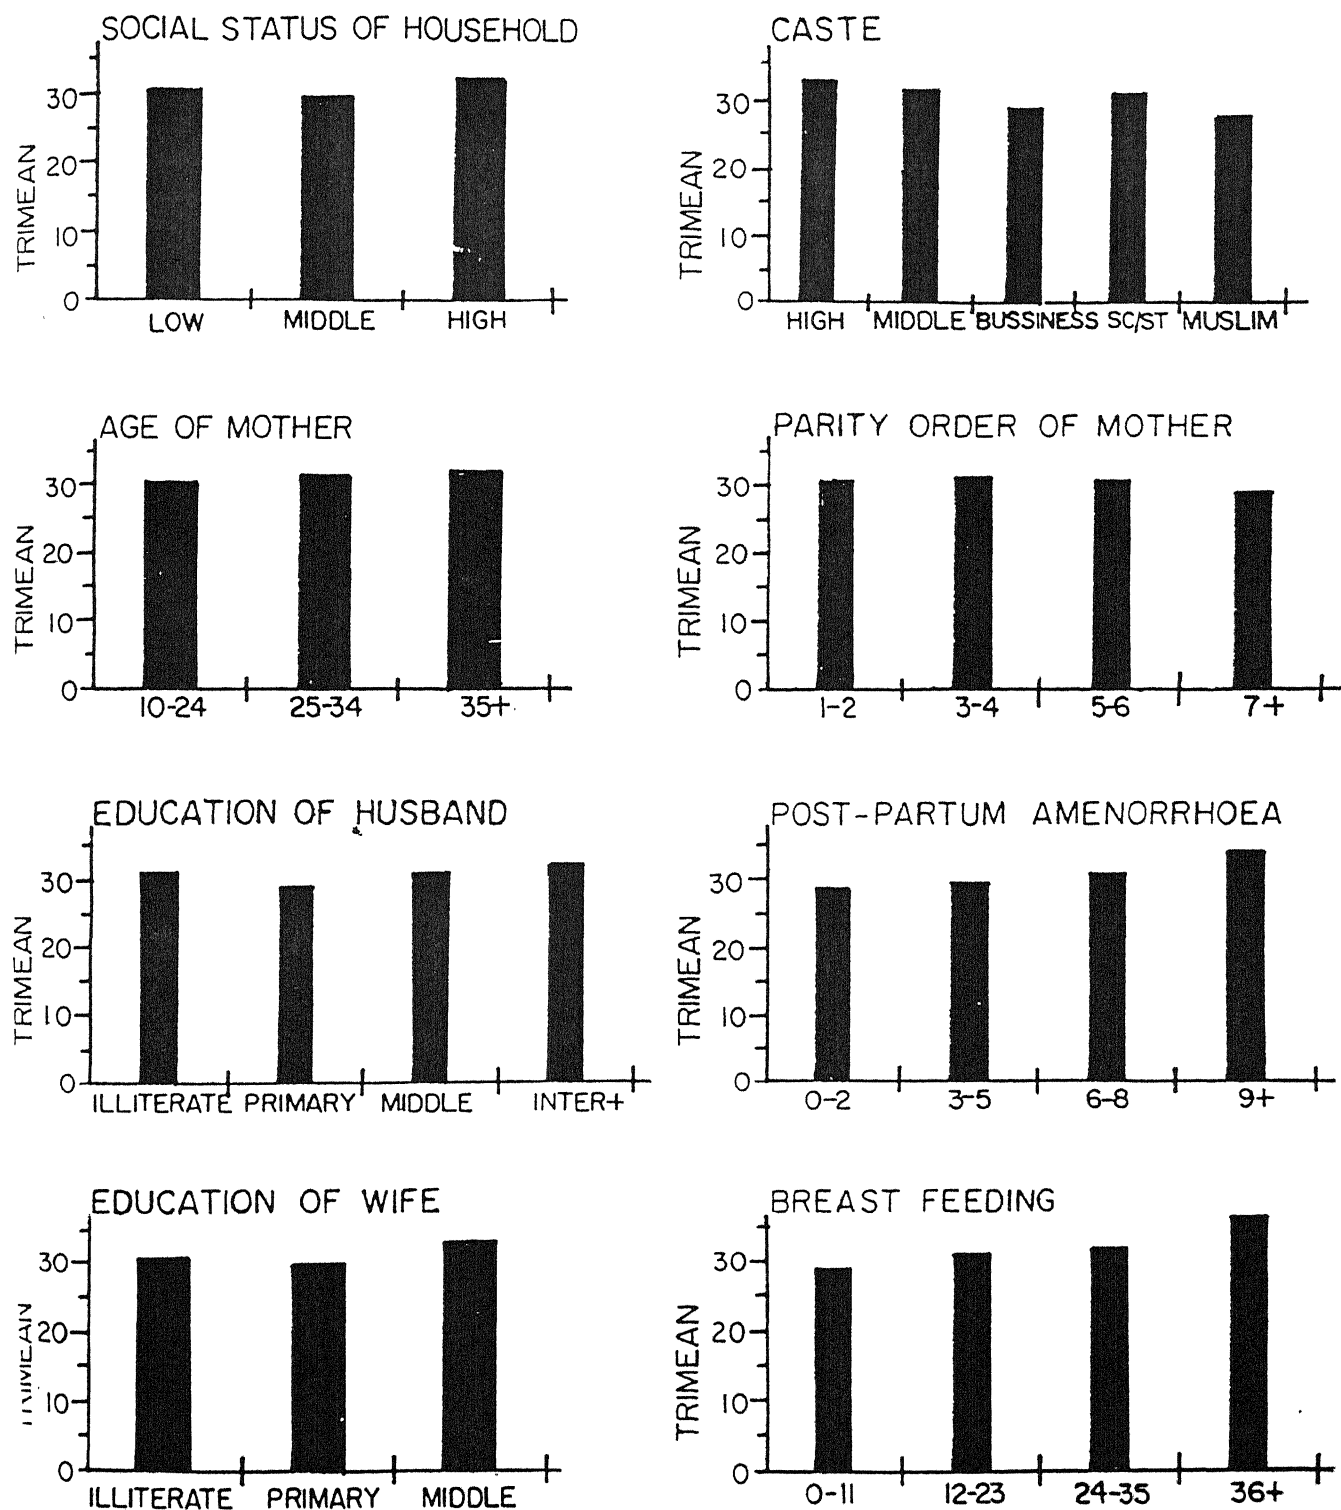 SOCIAL STATUS OF HOUSEHOLD
TRIMEAN
30
20
10
0
LOW MIDDLE HIGH
CASTE
TRIMEAN
30
20
10
0
HIGH MIDDLE BUSSINESS SC/ST MUSLIM
AGE OF MOTHER
TRIMEAN
30
20
10
0
10-24 25-34 35+
PARITY ORDER OF MOTHER
TRIMEAN
30
20
10
0
1-2 3-4 5-6 7+
EDUCATION OF HUSBAND
TRIMEAN
30
20
10
0
ILLITERATE PRIMARY MIDDLE INTER+
POST-PARTUM AMENORRHOEA
TRIMEAN
30
20
10
0
0-2 3-5 6-8 9+
EDUCATION OF WIFE
TRIMEAN
30
20
10
0
ILLITERATE PRIMARY MIDDLE
BREAST FEEDING
TRIMEAN
30
20
10
0
0-11 12-23 24-35 36+